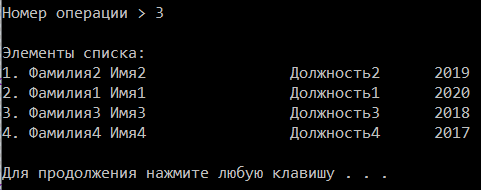 Номер операции > 3
Элементы списка:
1. Фамилия2 Имя2 Должность2 2019
2. Фамилия1 Имя1 Должность1 2020
3. Фамилия3 Имя3 Должность3 2018
4. Фамилия4 Имя4 Должность4 2017
Для продолжения нажмите любую клавишу . . .